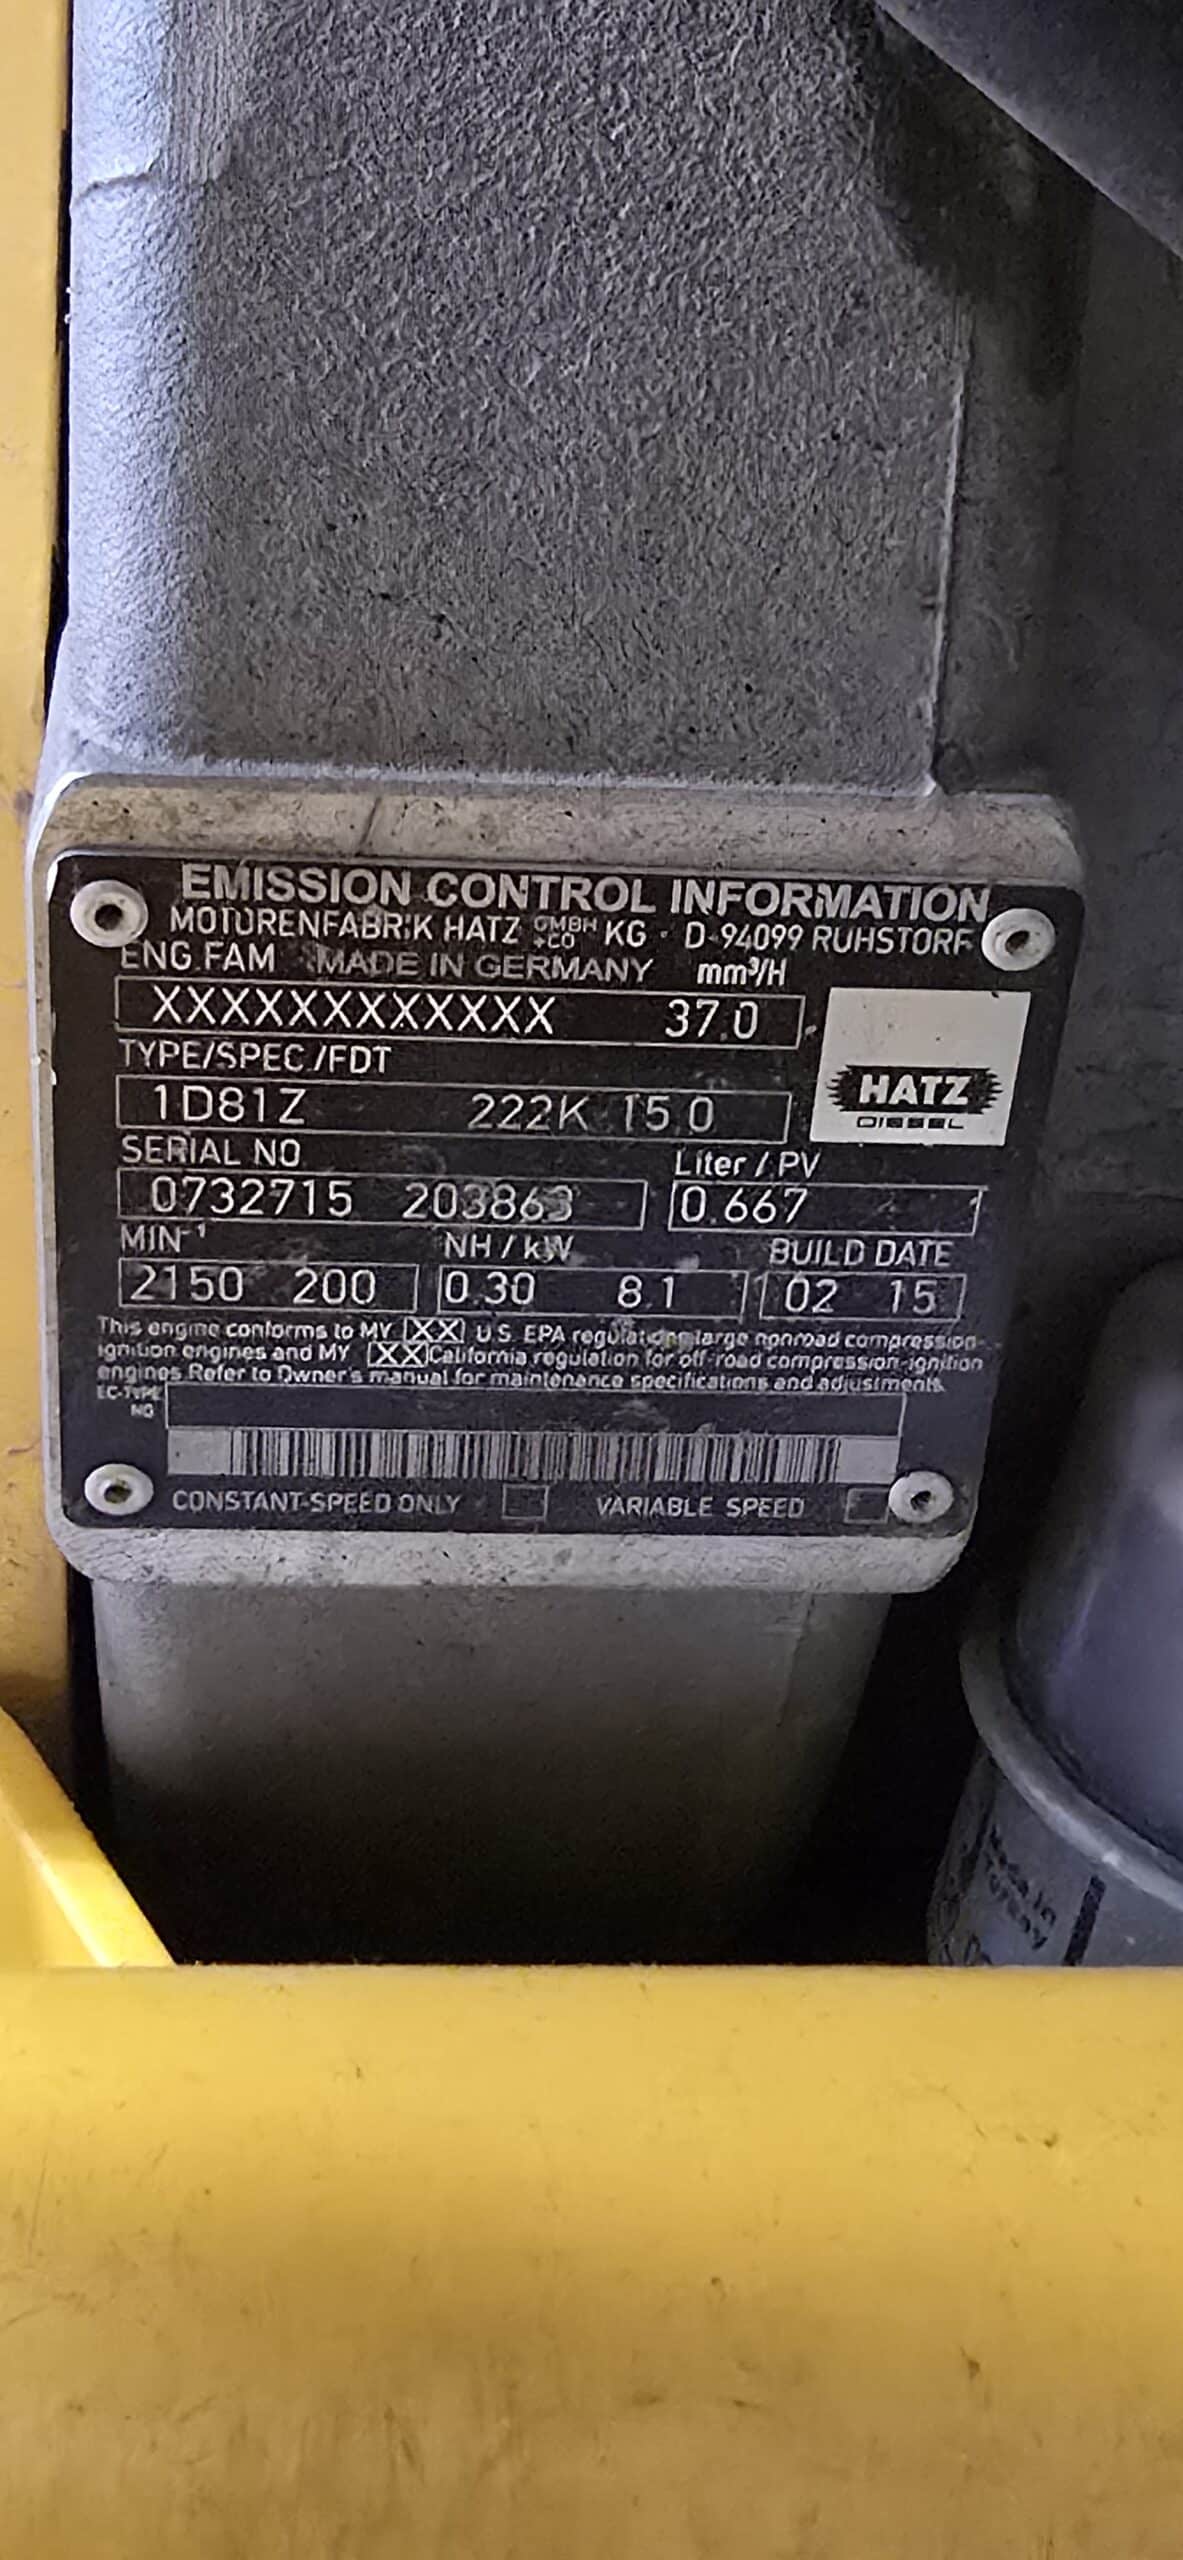 EMISSION CONTROL INFORMATION
MOTORENFABRIK HATZ GMBH +CO KG · D-94099 RUHSTORF
ENG.FAM MADE IN GERMANY mm³/H
XXXXXXXXXXXX 37.0
TYPE/SPEC./FDT
1D81Z 222K 15.0
HATZ
DIESEL
SERIAL NO Liter / PV
0732715 203863 0.667 1
MIN⁻¹ NH / kW BUILD DATE
2150 200 0.30 8.1 02 15
This engine conforms to MY XX U.S. EPA regulations large nonroad compression-
ignition engines and MY XX California regulation for off-road compression-ignition
engines. Refer to Owner's manual for maintenance specifications and adjustments.
EC-TYPE
NO
CONSTANT-SPEED ONLY VARIABLE SPEED